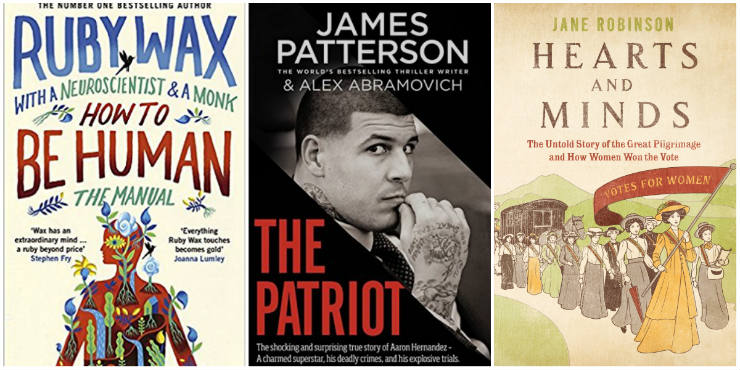 THE NUMBER ONE BESTSELLING AUTHOR
RUBY WAX
WITH A NEUROSCIENTIST & A MONK
HOW TO
BE HUMAN
THE MANUAL
'Wax has an
extraordinary mind ...
a ruby beyond price'
Stephen Fry
'Everything
Ruby Wax touches
becomes gold'
Joanna Lumley
JAMES
PATTERSON
THE WORLD'S BESTSELLING THRILLER WRITER
& ALEX ABRAMOVICH
THE
PATRIOT
The shocking and surprising true story of Aaron Hernandez –
A charmed superstar, his deadly crimes, and his explosive trials.
JANE ROBINSON
HEARTS
AND
MINDS
The Untold Story of the Great Pilgrimage
and How Women Won the Vote
VOTES FOR WOMEN